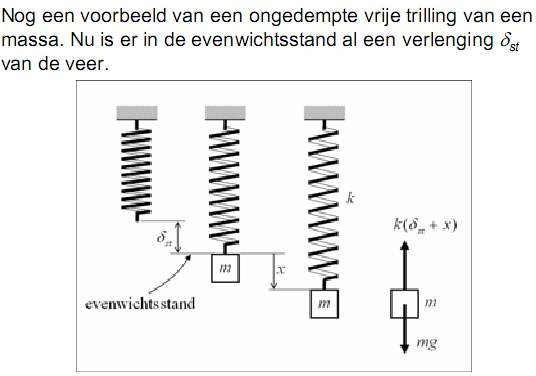 Nog een voorbeeld van een ongedempte vrije trilling van een
massa. Nu is er in de evenwichtsstand al een verlenging δst
van de veer.
k
k(δst + x)
δst
m
x
evenwichtsstand
m
m
mg